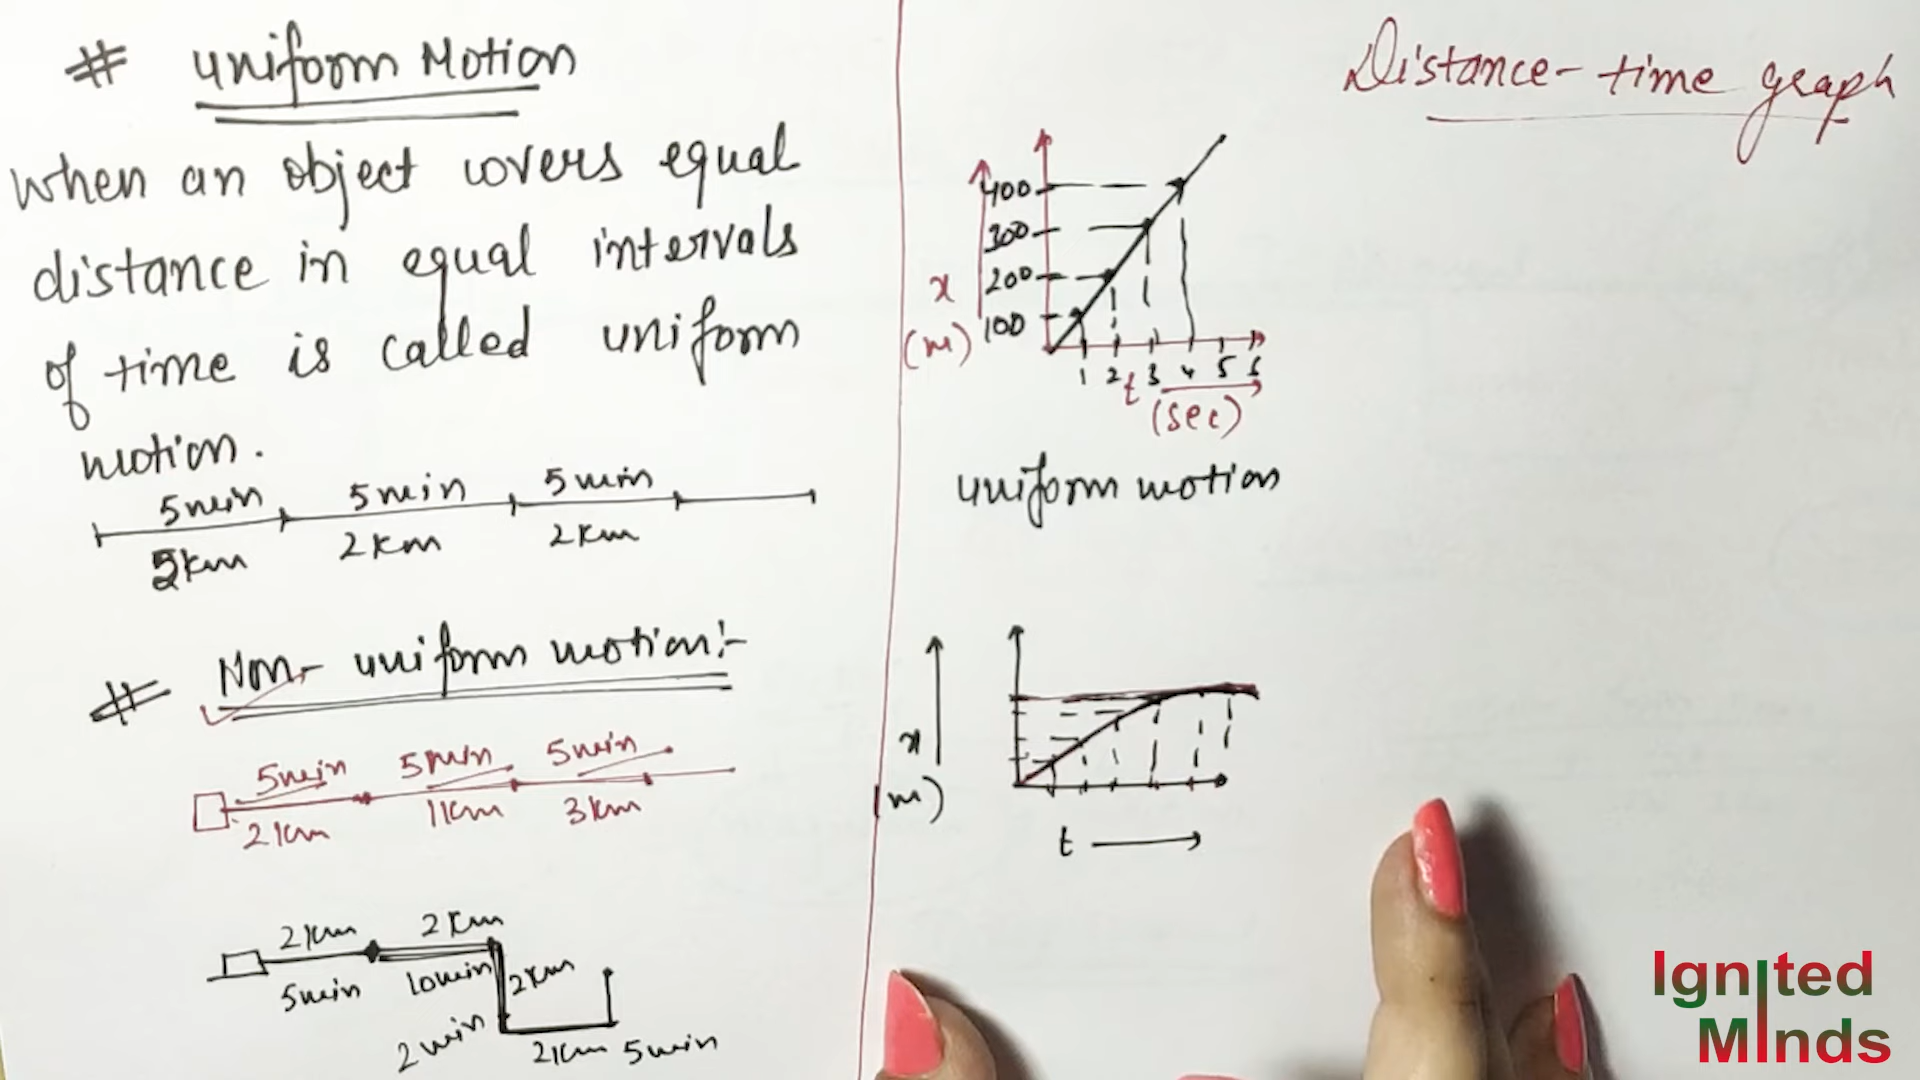 # uniform Motion
when an object covers equal
distance in equal intervals
of time is called uniform
motion.
5min 5min 5min
2km 2km
# Non- uniform motion:-
5min 5min 5min
2km 1km 3km
2km 2km
5min 10min 2km
2min 2km 5min
Distance- time graph
400
300
x 200
(m) 100
1 2 3 4 5 6
t
(sec)
uniform motion
x
(m)
t
Ignited
Minds